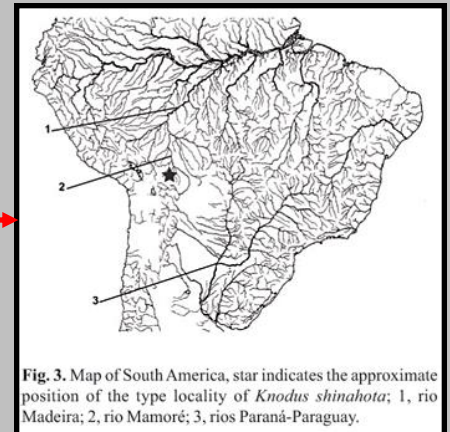 1
2
3
Fig. 3. Map of South America, star indicates the approximate
position of the type locality of Knodus shinahota; 1, rio
Madeira; 2, rio Mamoré; 3, rios Paraná-Paraguay.